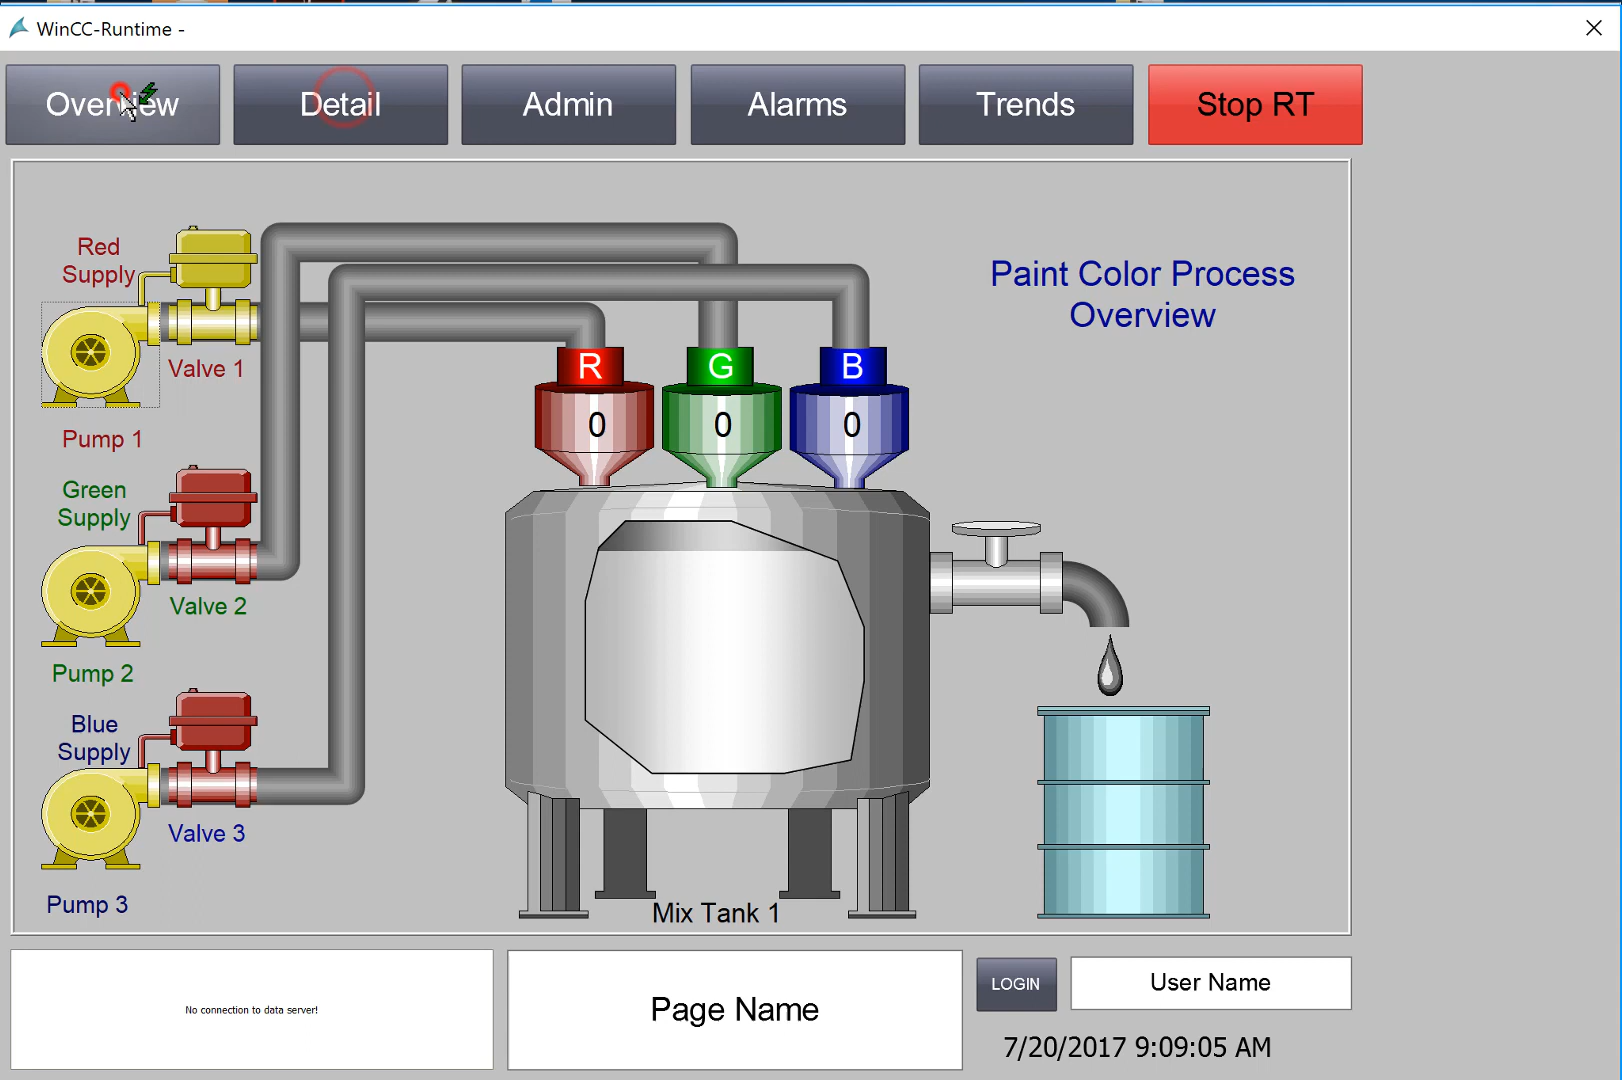 WinCC-Runtime -
Overview
Detail
Admin
Alarms
Trends
Stop RT
Red
Supply
Valve 1
Pump 1
Green
Supply
Valve 2
Pump 2
Blue
Supply
Valve 3
Pump 3
R
G
B
0
0
0
Paint Color Process
Overview
Mix Tank 1
No connection to data server!
Page Name
LOGIN
User Name
7/20/2017 9:09:05 AM